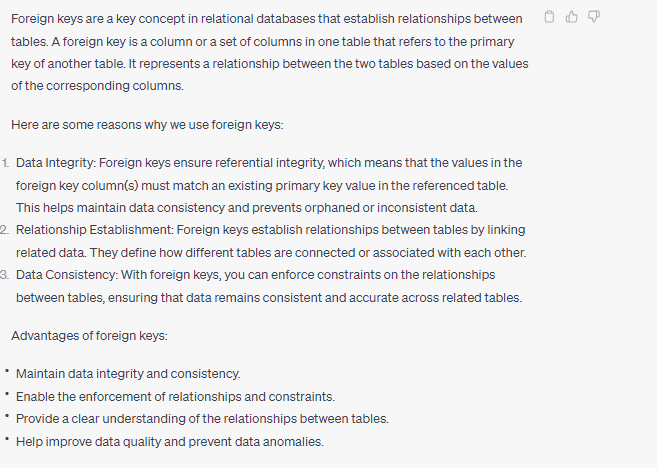 Foreign keys are a key concept in relational databases that establish relationships between
tables. A foreign key is a column or a set of columns in one table that refers to the primary
key of another table. It represents a relationship between the two tables based on the values
of the corresponding columns.
Here are some reasons why we use foreign keys:
1. Data Integrity: Foreign keys ensure referential integrity, which means that the values in the
foreign key column(s) must match an existing primary key value in the referenced table.
This helps maintain data consistency and prevents orphaned or inconsistent data.
2. Relationship Establishment: Foreign keys establish relationships between tables by linking
related data. They define how different tables are connected or associated with each other.
3. Data Consistency: With foreign keys, you can enforce constraints on the relationships
between tables, ensuring that data remains consistent and accurate across related tables.
Advantages of foreign keys:
• Maintain data integrity and consistency.
• Enable the enforcement of relationships and constraints.
• Provide a clear understanding of the relationships between tables.
• Help improve data quality and prevent data anomalies.